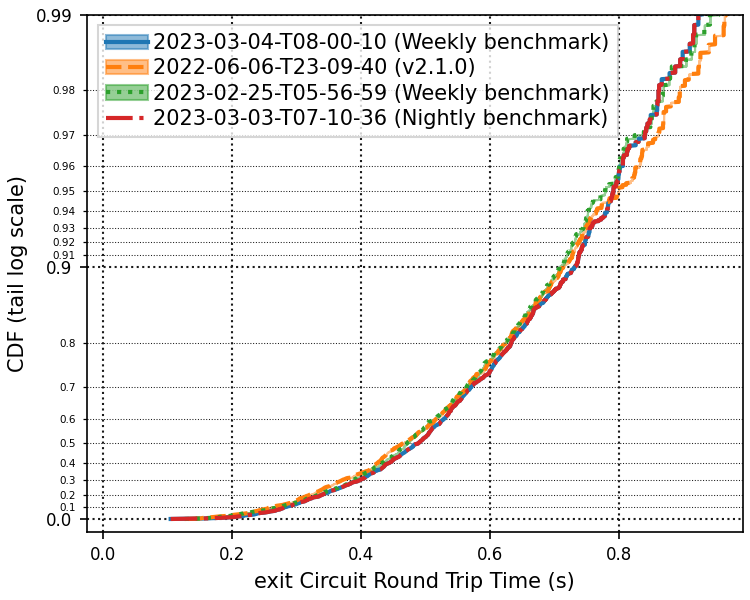 0.99
2023-03-04-T08-00-10 (Weekly benchmark)
2022-06-06-T23-09-40 (v2.1.0)
2023-02-25-T05-56-59 (Weekly benchmark)
2023-03-03-T07-10-36 (Nightly benchmark)
0.98
0.97
0.96
0.95
0.94
0.93
0.92
0.91
0.9
0.8
0.7
0.6
0.5
0.4
0.3
0.2
0.1
0.0
CDF (tail log scale)
0.0 0.2 0.4 0.6 0.8
exit Circuit Round Trip Time (s)